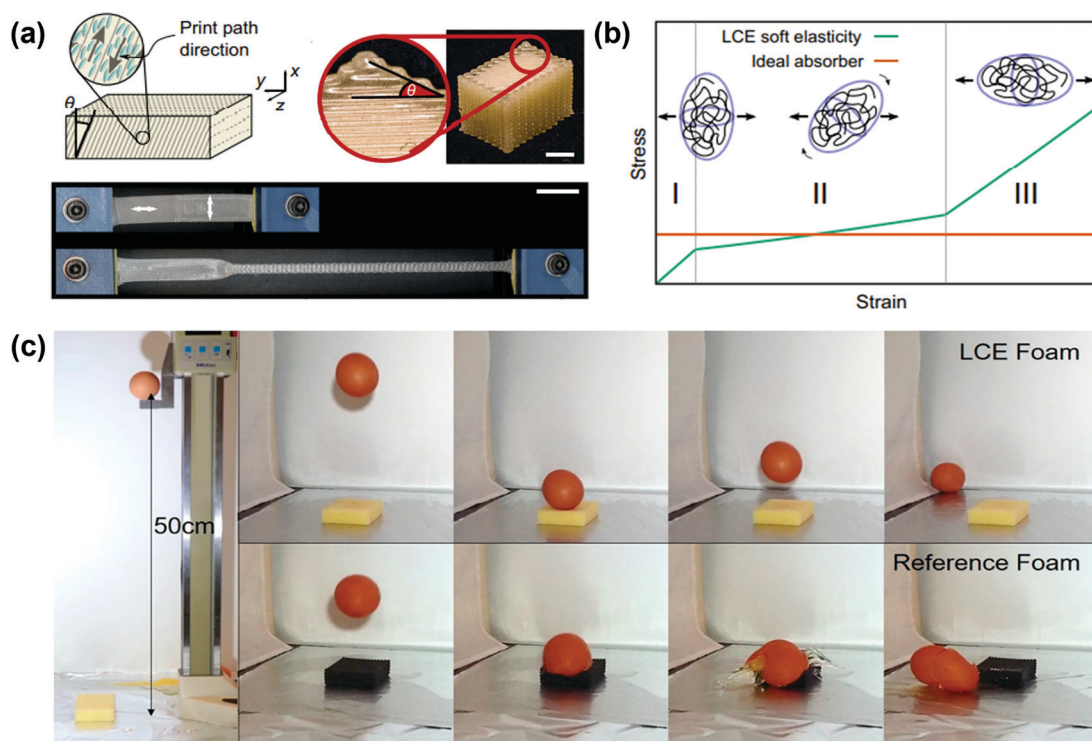 (a)
Print path
direction
θ
x
y
z
θ
(b)
LCE soft elasticity
Ideal absorber
Stress
I
II
III
Strain
(c)
50cm
LCE Foam
Reference Foam